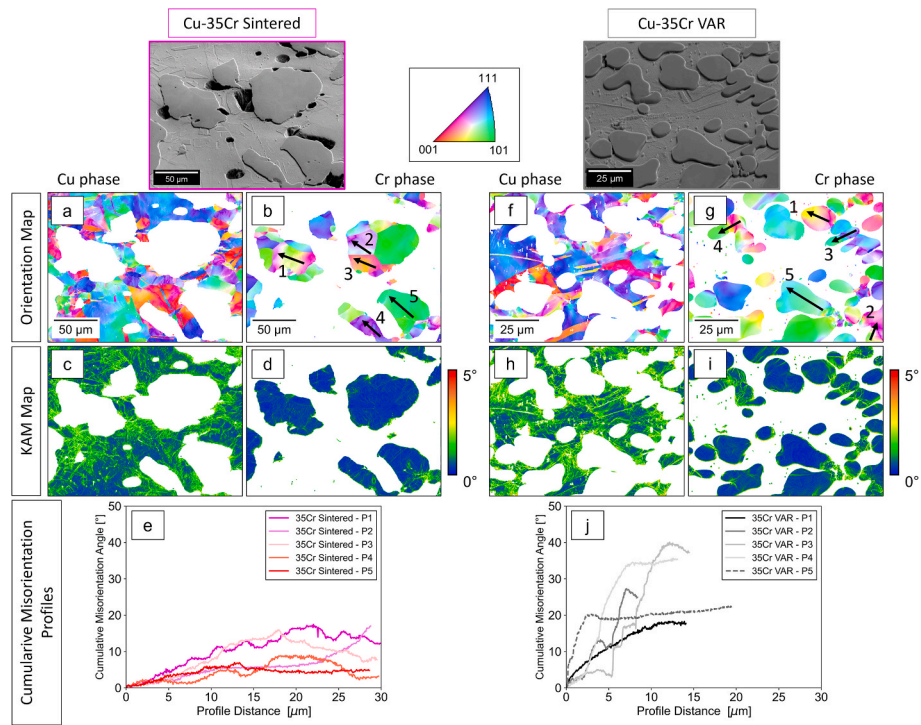 Cu-35Cr Sintered
Cu-35Cr VAR
50 µm
25 µm
111
001
101
Cu phase
Cr phase
Cu phase
Cr phase
Orientation Map
a
50 µm
b
1
2
3
4
5
50 µm
f
25 µm
g
1
2
3
4
5
25 µm
KAM Map
c
d
5°
0°
h
i
5°
0°
Cumularive Misorientation
Profiles
e
Cumulative Misorientation Angle [°]
50
40
30
20
10
0
0
5
10
15
20
25
30
Profile Distance [µm]
35Cr Sintered - P1
35Cr Sintered - P2
35Cr Sintered - P3
35Cr Sintered - P4
35Cr Sintered - P5
j
Cumulative Misorientation Angle [°]
50
40
30
20
10
0
0
5
10
15
20
25
30
Profile Distance [µm]
35Cr VAR - P1
35Cr VAR - P2
35Cr VAR - P3
35Cr VAR - P4
35Cr VAR - P5